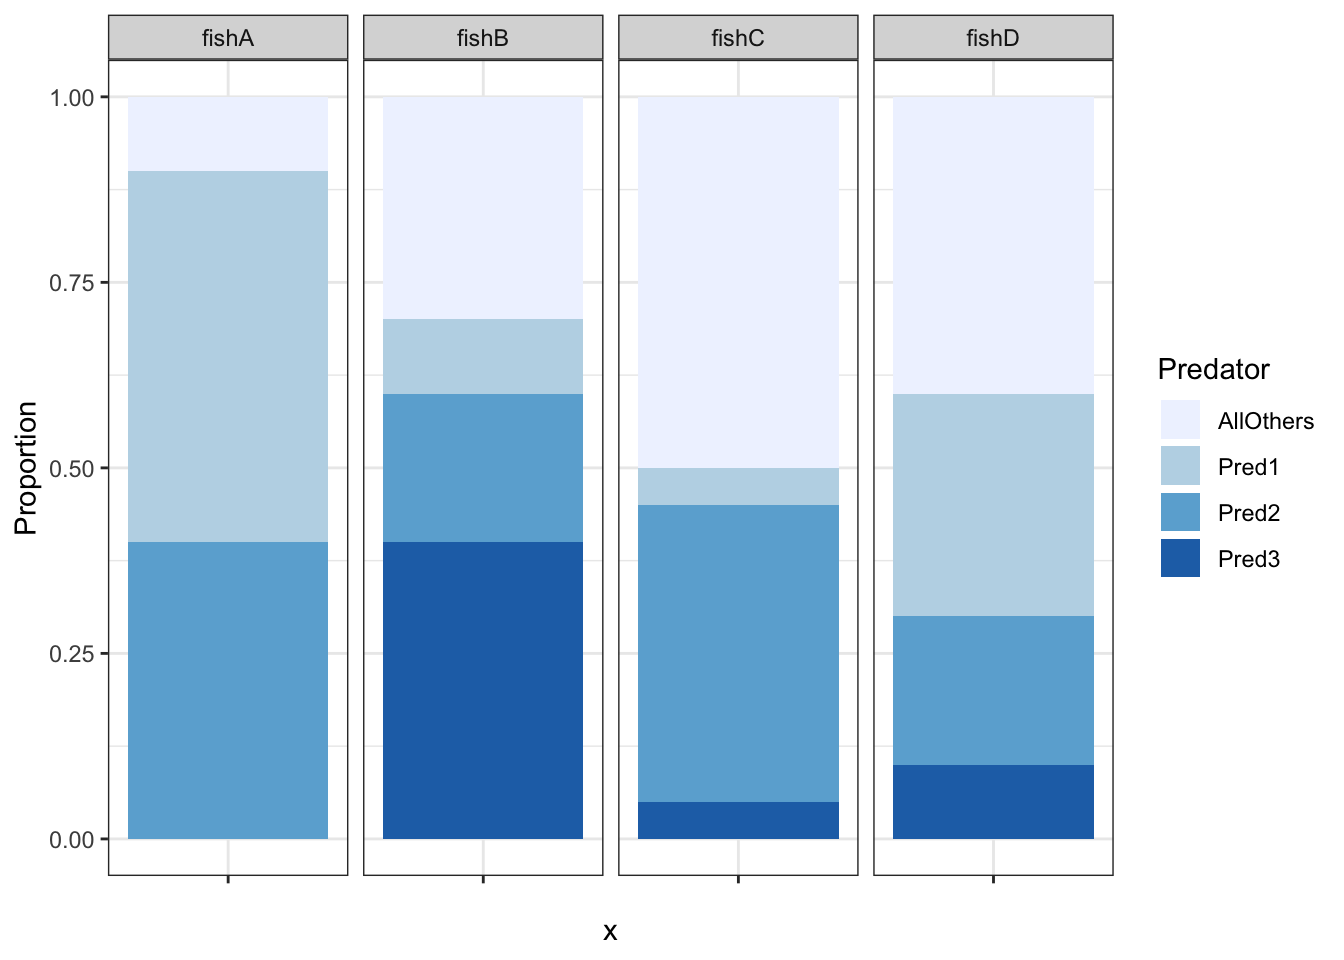 fishA fishB fishC fishD
1.00
0.75
0.50
0.25
0.00
Proportion
x
Predator
AllOthers
Pred1
Pred2
Pred3